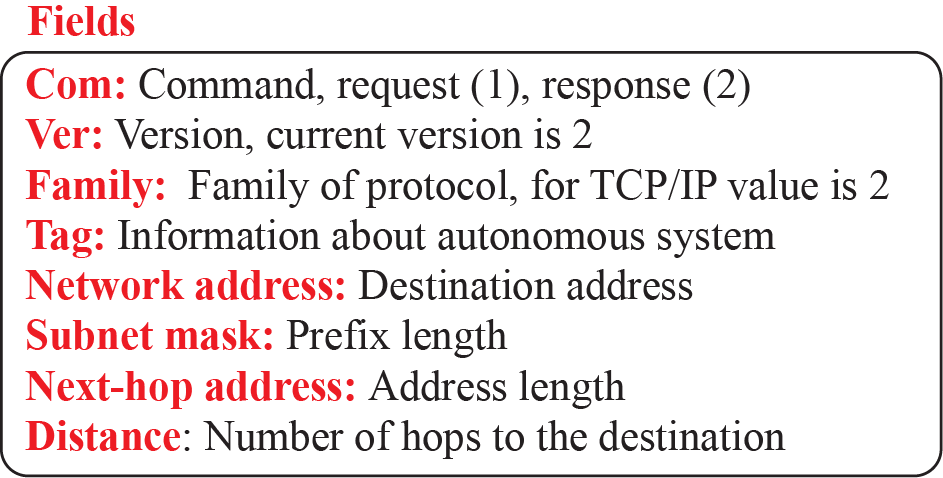 Fields
Com: Command, request (1), response (2)
Ver: Version, current version is 2
Family: Family of protocol, for TCP/IP value is 2
Tag: Information about autonomous system
Network address: Destination address
Subnet mask: Prefix length
Next-hop address: Address length
Distance: Number of hops to the destination